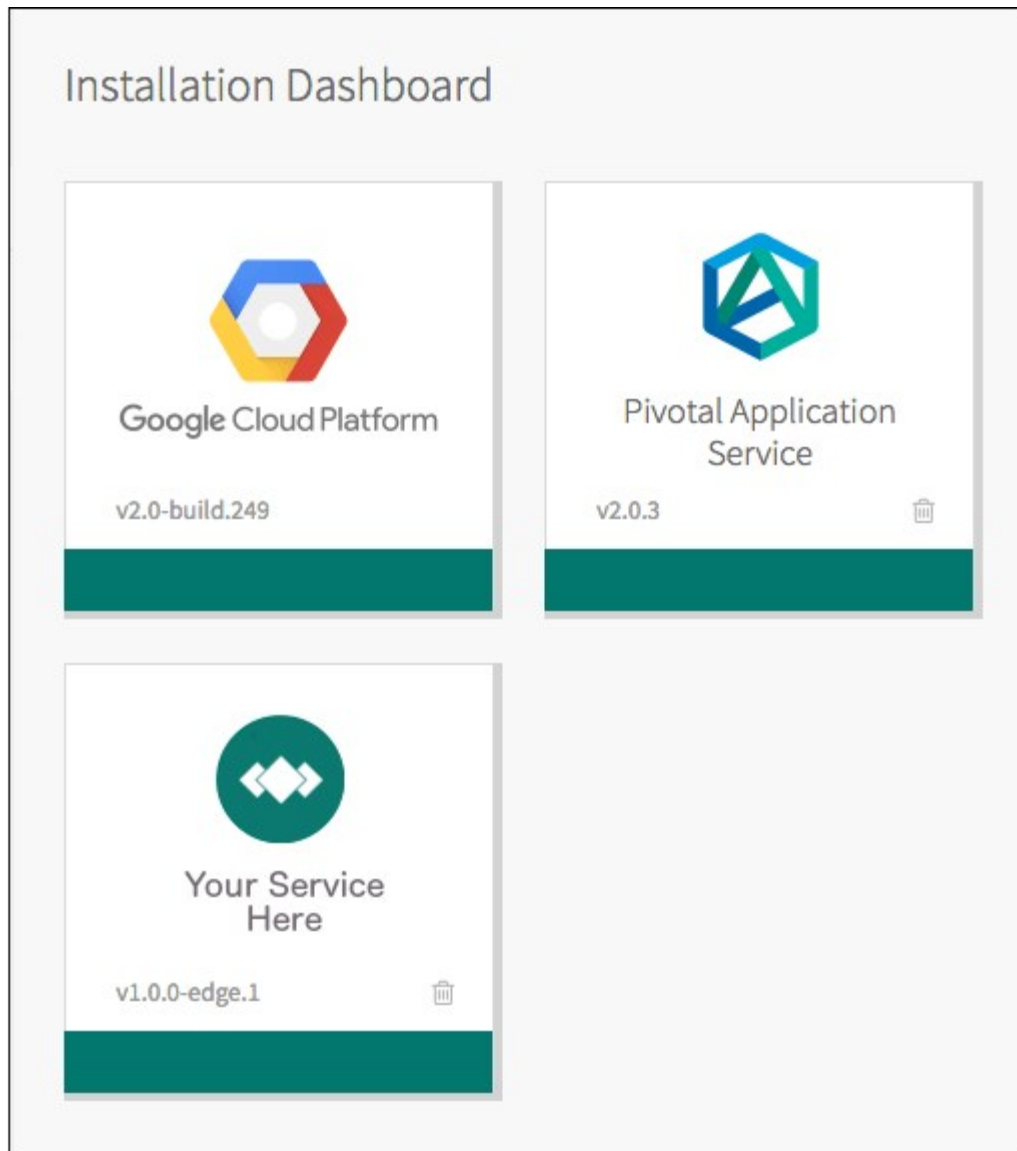 Installation Dashboard
Google Cloud Platform
v2.0-build.249
Pivotal Application
Service
v2.0.3
Your Service
Here
v1.0.0-edge.1